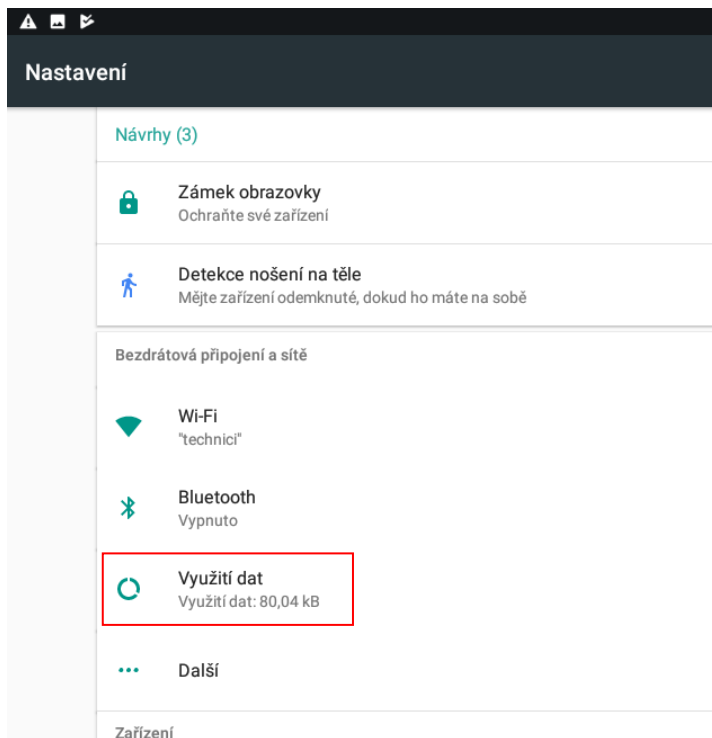 Nastavení
Návrhy (3)
Zámek obrazovky
Ochraňte své zařízení
Detekce nošení na těle
Mějte zařízení odemknuté, dokud ho máte na sobě
Bezdrátová připojení a sítě
Wi-Fi
"technici"
Bluetooth
Vypnuto
Využití dat
Využití dat: 80,04 kB
Další
Zařízení